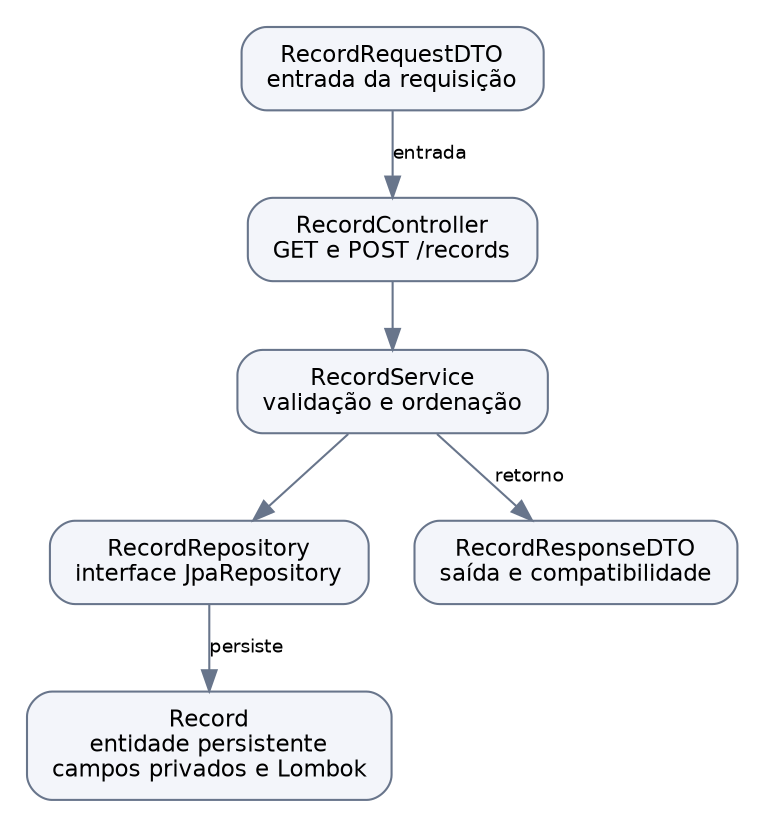 RecordRequestDTO
entrada da requisição
entrada
RecordController
GET e POST /records
RecordService
validação e ordenação
retorno
RecordRepository
interface JpaRepository
RecordResponseDTO
saída e compatibilidade
persiste
Record
entidade persistente
campos privados e Lombok